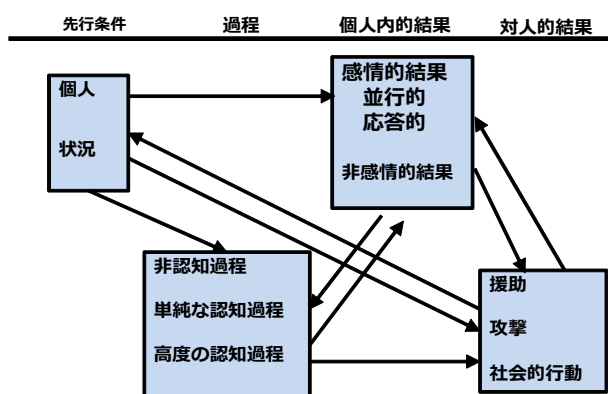 先行条件
過程
個人内的結果
対人的結果
個人
状況
感情的結果
並行的
応答的
非感情的結果
非認知過程
単純な認知過程
高度の認知過程
援助
攻撃
社会的行動